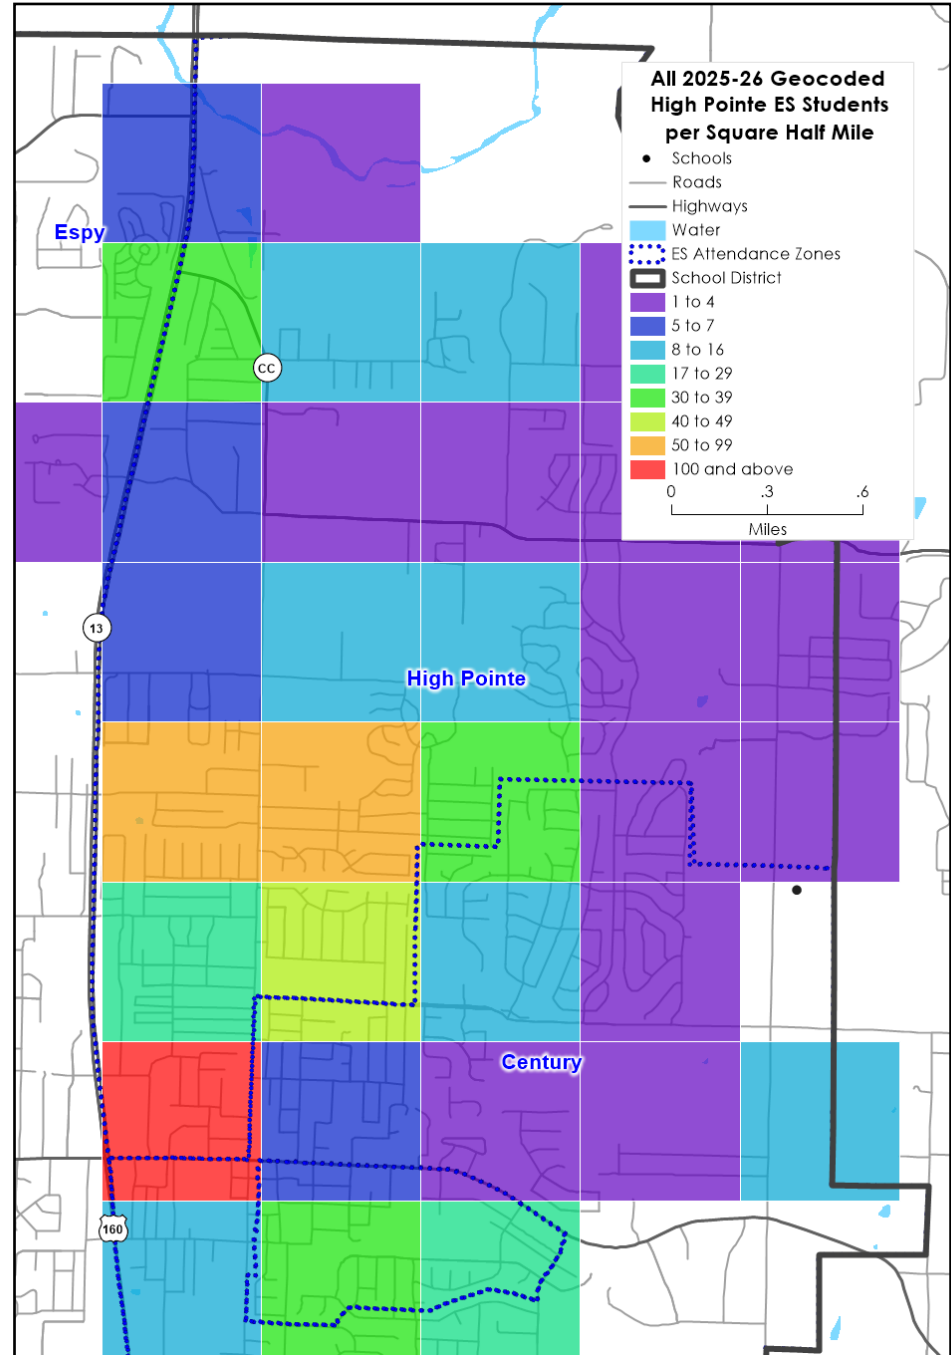 All 2025-26 Geocoded
High Pointe ES Students
per Square Half Mile
Schools
Roads
Highways
Water
ES Attendance Zones
School District
1 to 4
5 to 7
8 to 16
17 to 29
30 to 39
40 to 49
50 to 99
100 and above
0 .3 .6
Miles
Espy
CC
13
High Pointe
Century
160